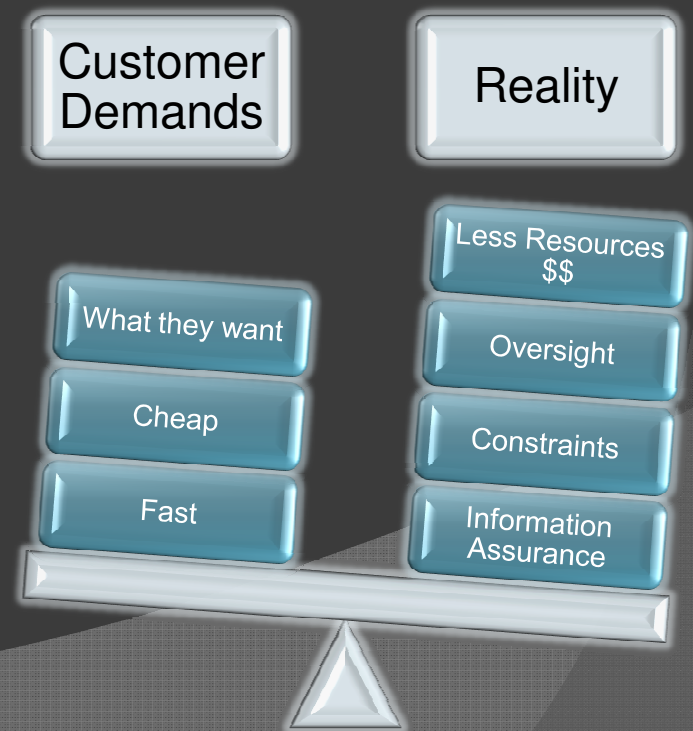 Customer
Demands
Reality
What they want
Cheap
Fast
Less Resources
$$
Oversight
Constraints
Information
Assurance